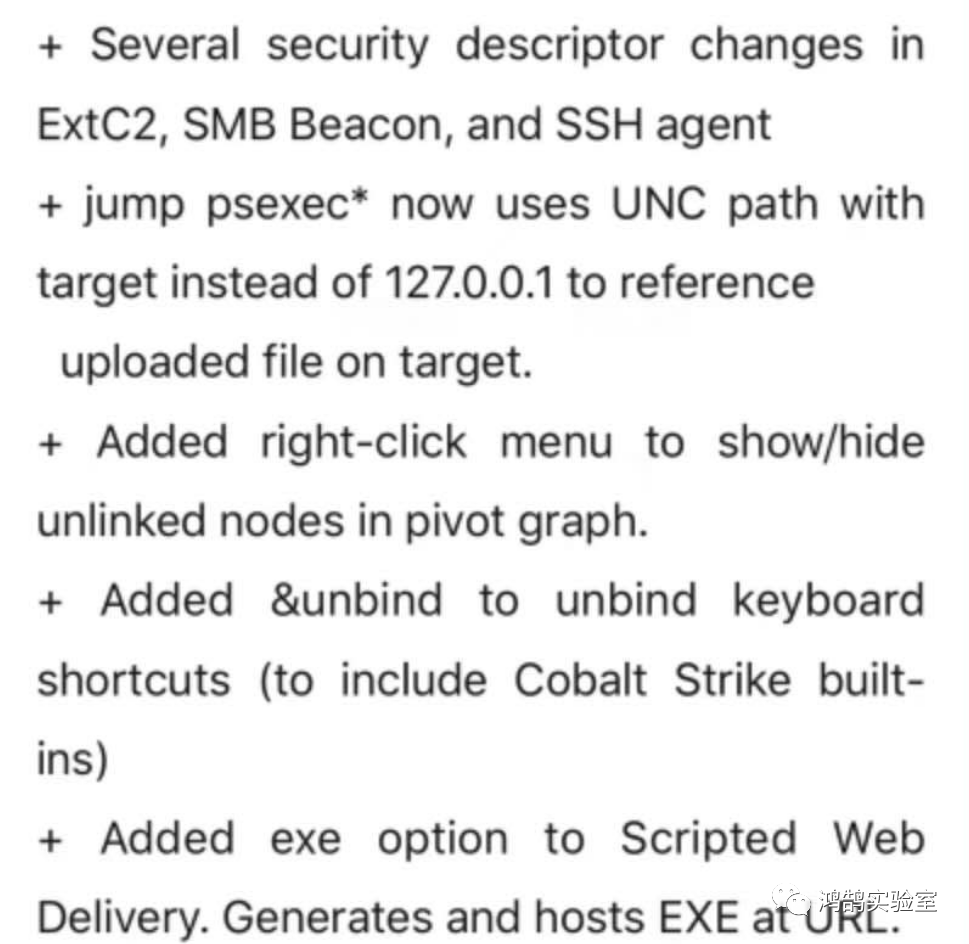 + Several security descriptor changes in
ExtC2, SMB Beacon, and SSH agent
+ jump psexec* now uses UNC path with
target instead of 127.0.0.1 to reference
uploaded file on target.
+ Added right-click menu to show/hide
unlinked nodes in pivot graph.
+ Added &unbind to unbind keyboard
shortcuts (to include Cobalt Strike built-
ins)
+ Added exe option to Scripted Web
Delivery. Generates and hosts EXE at URL.
鸿鹄实验室